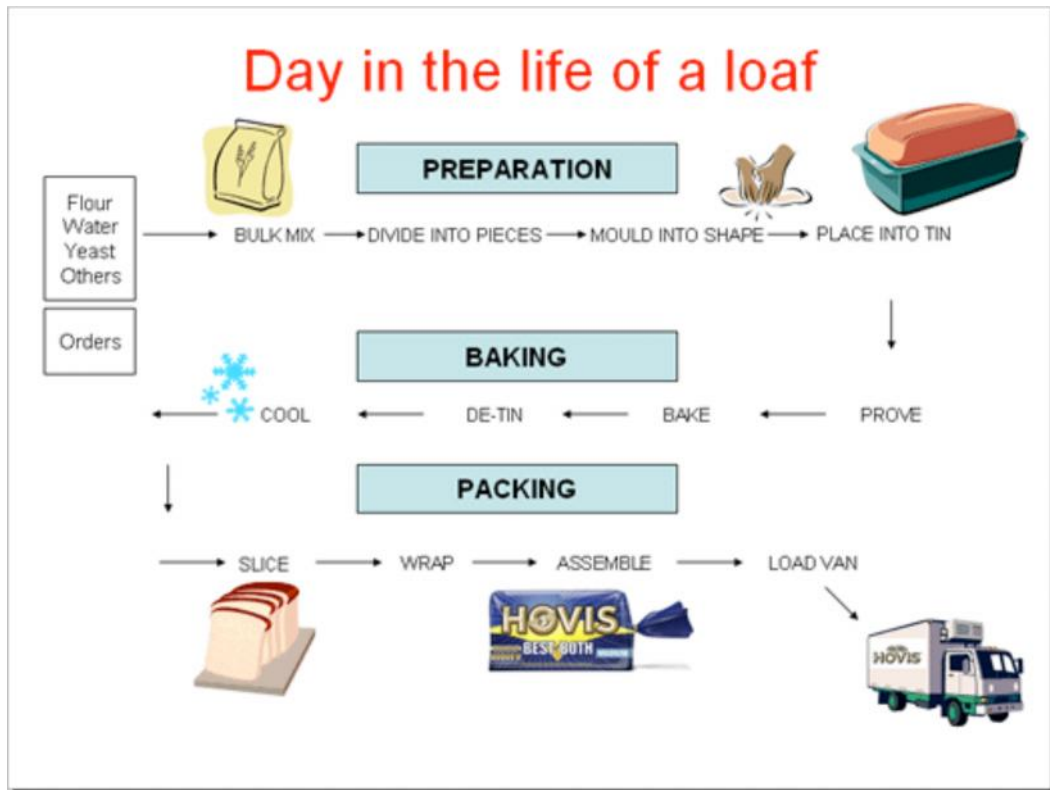 Day in the life of a loaf
PREPARATION
Flour
Water
Yeast
Others
BULK MIX
DIVIDE INTO PIECES
MOULD INTO SHAPE
PLACE INTO TIN
Orders
BAKING
COOL
DE-TIN
BAKE
PROVE
PACKING
SLICE
WRAP
ASSEMBLE
LOAD VAN
HOVIS
BEST BOTH
HOVIS